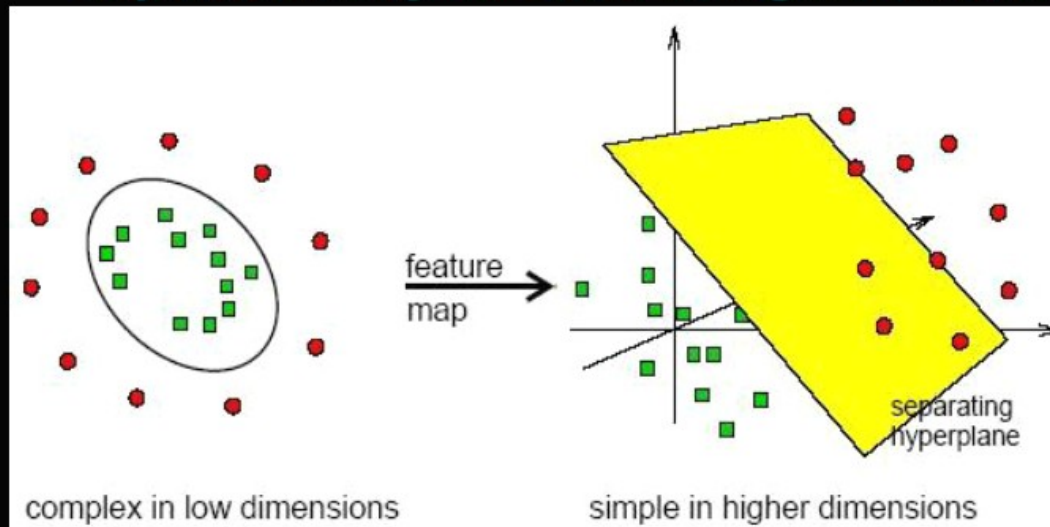 feature
map
separating
hyperplane
complex in low dimensions
simple in higher dimensions